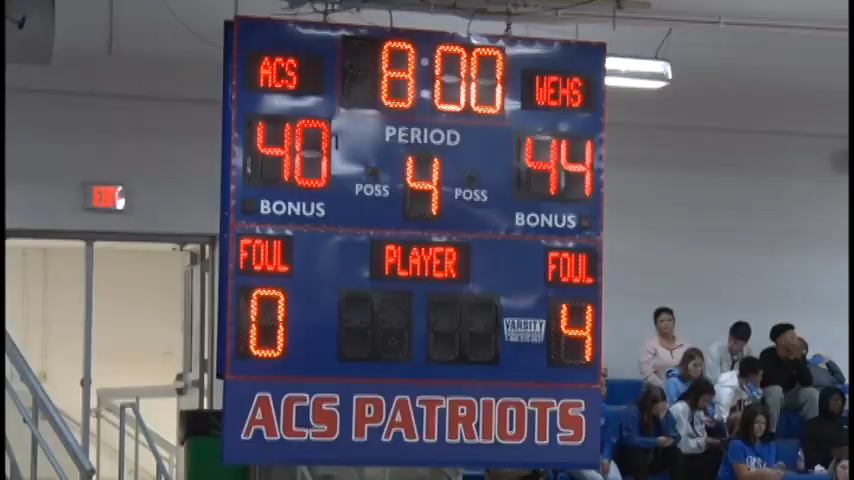 ACS 8:00 WEHS
PERIOD
40 POSS 4 POSS 44
BONUS BONUS
FOUL PLAYER FOUL
0 4
VARSITY
ACS PATRIOTS
EXIT